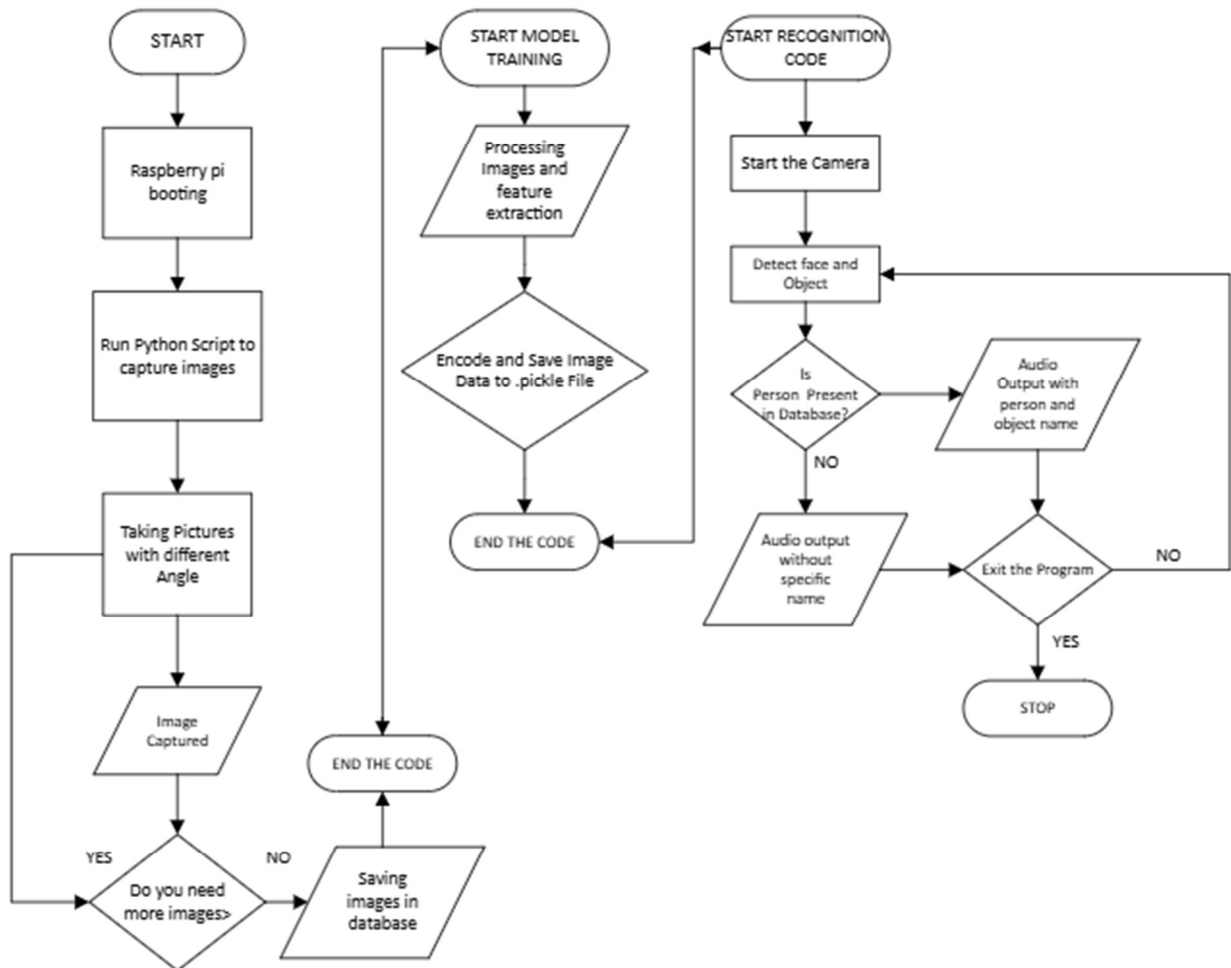 START
Raspberry pi
booting
Run Python Script to
capture images
Taking Pictures
with different
Angle
Image
Captured
YES
NO
Do you need
more images>
Saving
images in
database
END THE CODE
START MODEL
TRAINING
Processing
Images and
feature
extraction
Encode and Save Image
Data to .pickle File
END THE CODE
START RECOGNITION
CODE
Start the Camera
Detect face and
Object
Is
Person Present
in Database?
NO
Audio
Output with
person and
object name
Audio output
without
specific
name
Exit the Program
NO
YES
STOP